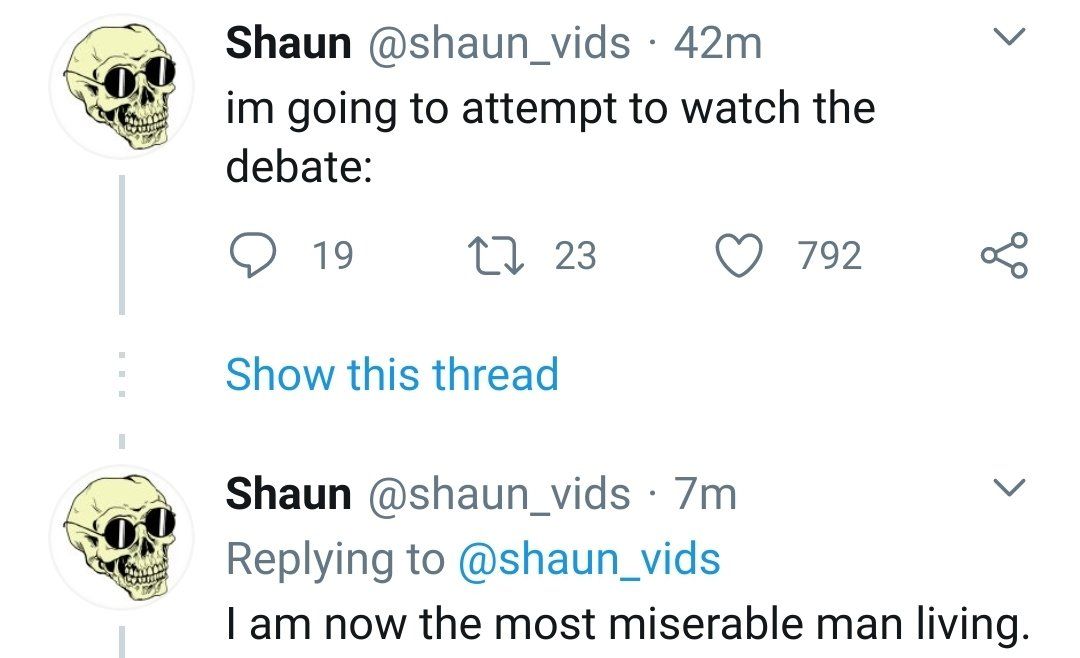 Shaun @shaun_vids · 42m
im going to attempt to watch the
debate:
19 23 792
Show this thread
Shaun @shaun_vids · 7m
Replying to @shaun_vids
I am now the most miserable man living.